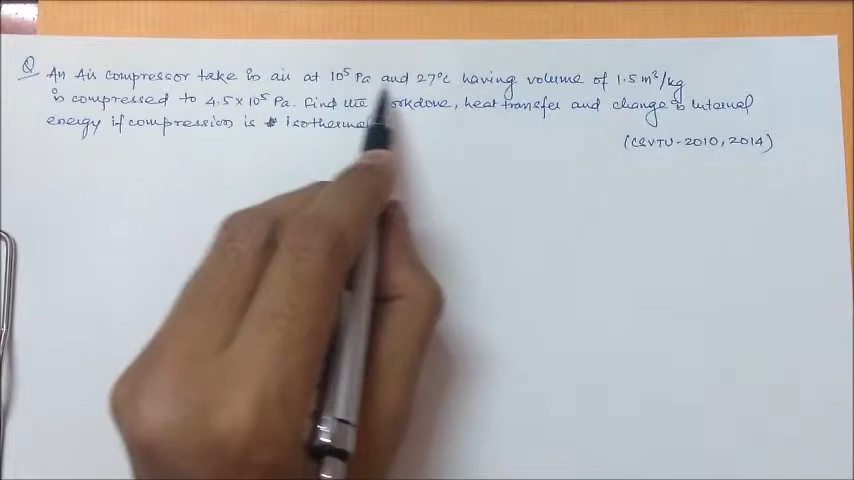 Q An Air Compressor take in air at 10⁵ Pa and 27°C having volume of 1.5 m³/kg
is compressed to 4.5×10⁵ Pa. Find the workdone, heat transfer and change in Internal
energy if compression is isothermal
(CSVTU-2010, 2014)